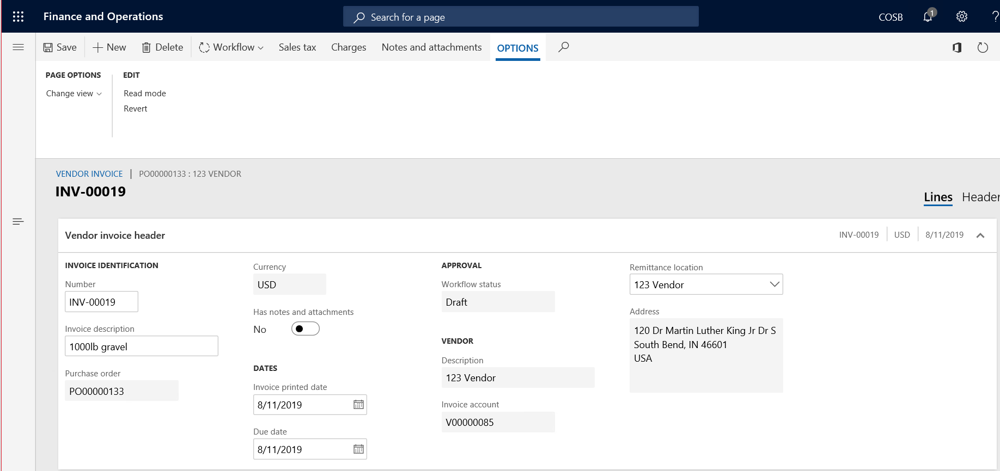 Finance and Operations
Search for a page
COSB
1
?
Save
New
Delete
Workflow
Sales tax
Charges
Notes and attachments
OPTIONS
PAGE OPTIONS
Change view
EDIT
Read mode
Revert
VENDOR INVOICE | PO00000133 : 123 VENDOR
INV-00019
Lines
Header
Vendor invoice header
INV-00019
USD
8/11/2019
INVOICE IDENTIFICATION
Number
INV-00019
Invoice description
1000lb gravel
Purchase order
PO00000133
Currency
USD
Has notes and attachments
No
DATES
Invoice printed date
8/11/2019
Due date
8/11/2019
APPROVAL
Workflow status
Draft
VENDOR
Description
123 Vendor
Invoice account
V00000085
Remittance location
123 Vendor
Address
120 Dr Martin Luther King Jr Dr S
South Bend, IN 46601
USA